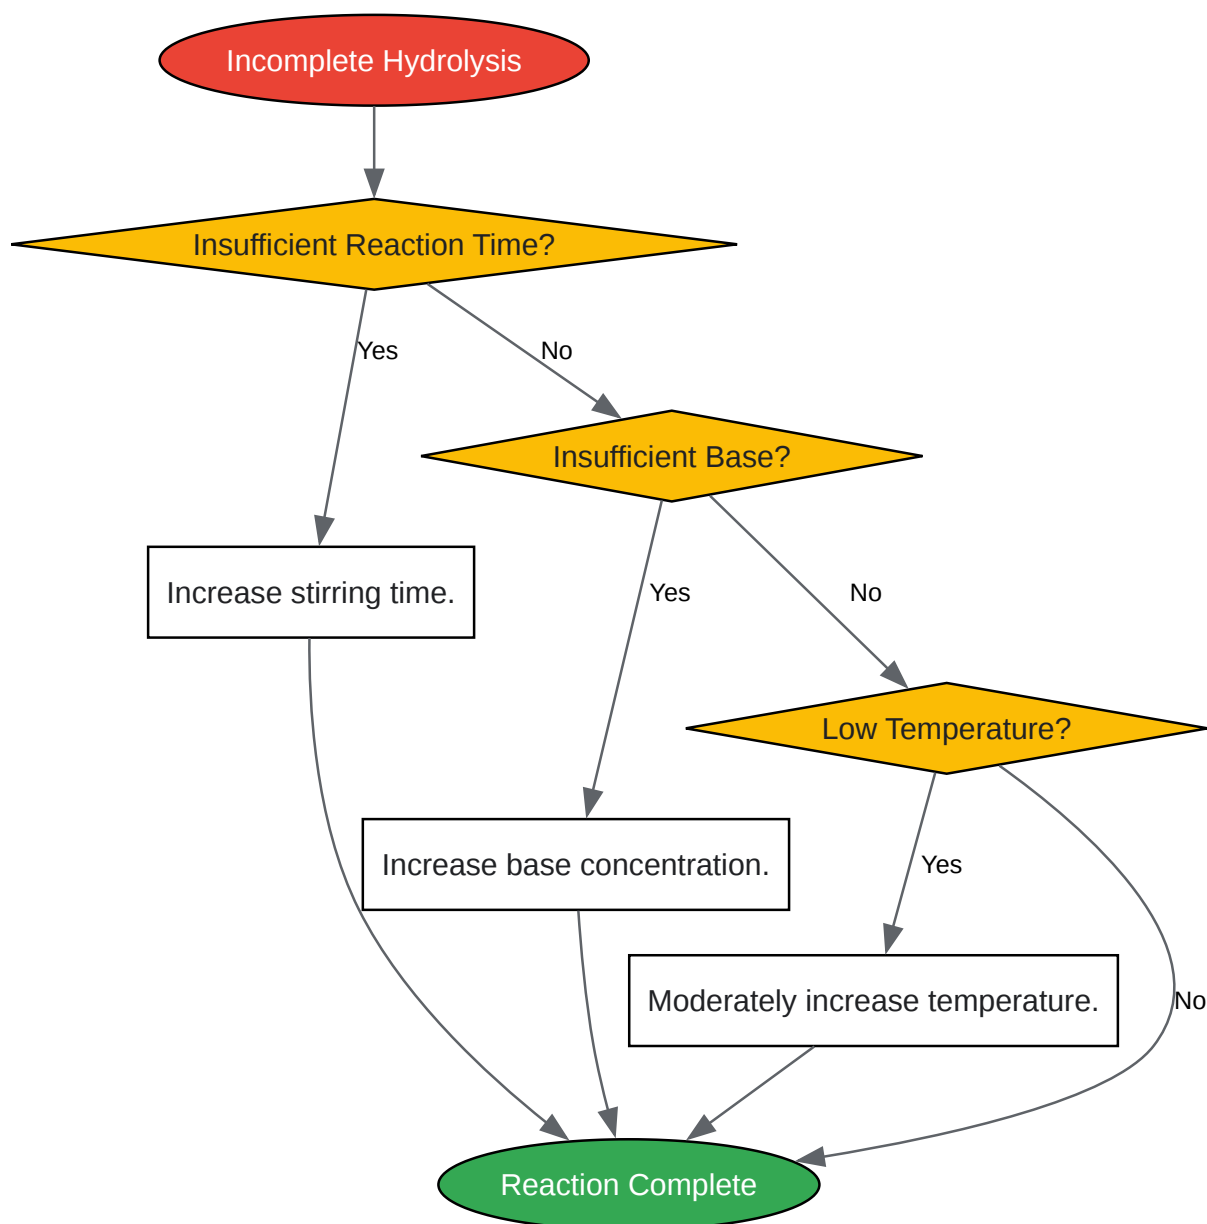 Incomplete Hydrolysis
Insufficient Reaction Time?
Yes
No
Insufficient Base?
Increase stirring time.
Yes
No
Low Temperature?
Increase base concentration.
Yes
Moderately increase temperature.
No
Reaction Complete